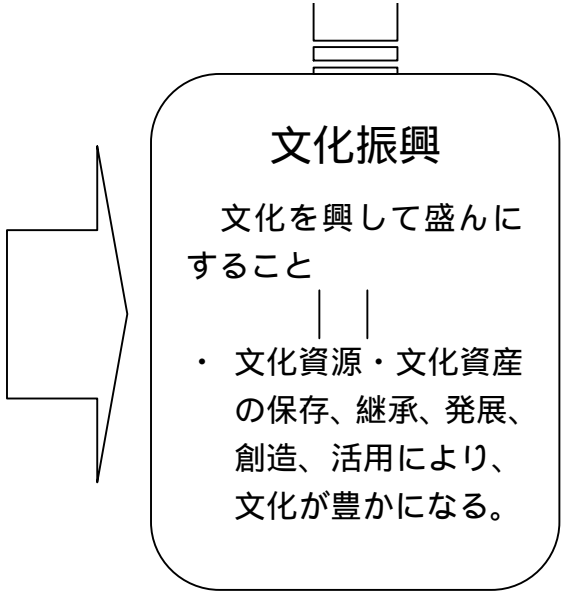 文化振興
　文化を興して盛んに
すること
・ 文化資源・文化資産
の保存、継承、発展、
創造、活用により、
文化が豊かになる。